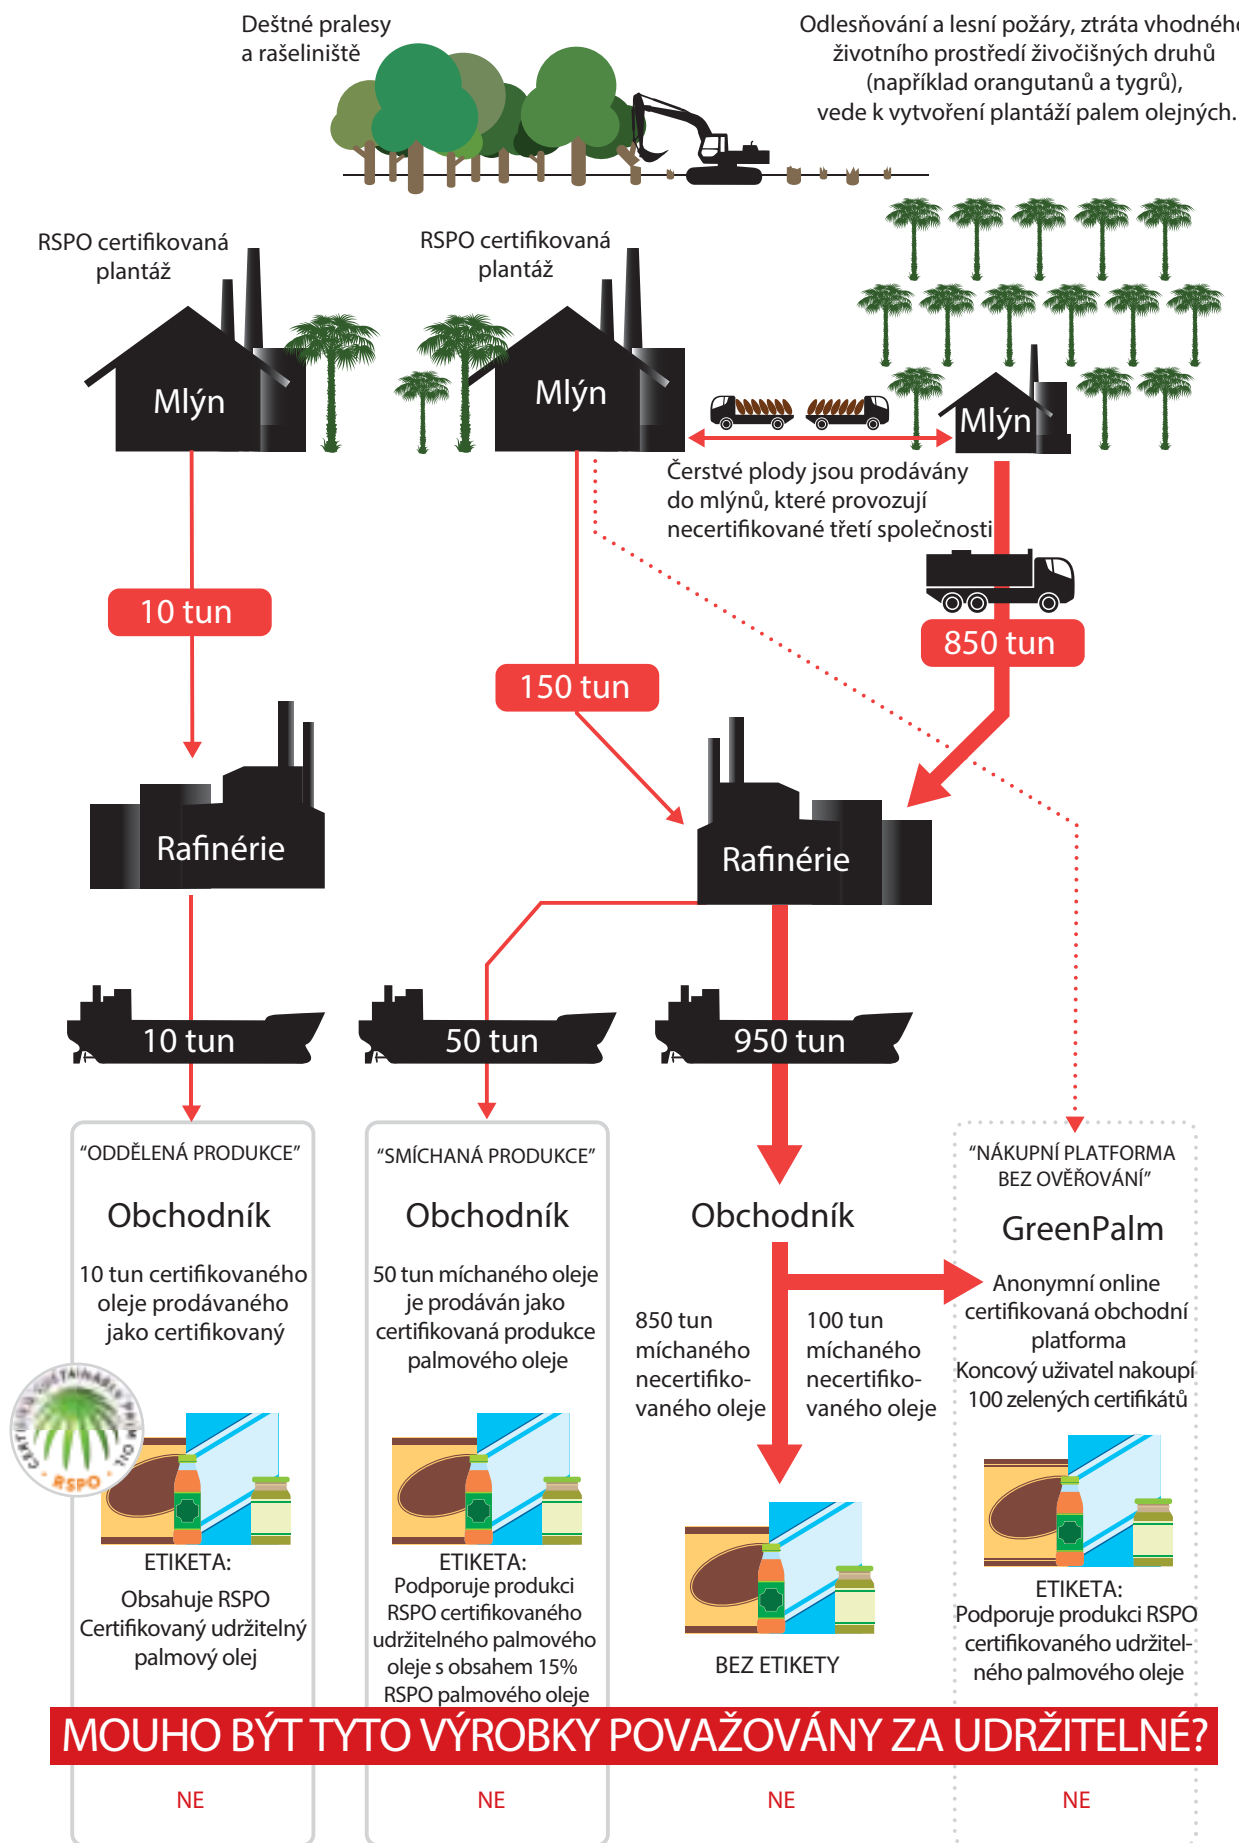 Deštné pralesy
a rašeliniště
Odlesňování a lesní požáry, ztráta vhodného
životního prostředí živočišných druhů
(například orangutanů a tygrů),
vede k vytvoření plantáží palem olejných.
RSPO certifikovaná
plantáž
RSPO certifikovaná
plantáž
Mlýn
Mlýn
Mlýn
Čerstvé plody jsou prodávány
do mlýnů, které provozují
necertifikované třetí společnosti
10 tun
150 tun
850 tun
Rafinérie
Rafinérie
10 tun
50 tun
950 tun
“ODDĚLENÁ PRODUKCE”
Obchodník
10 tun certifikovaného
oleje prodávaného
jako certifikovaný
CERTIFIED SUSTAINABLE PALM OIL
RSPO
ETIKETA:
Obsahuje RSPO
Certifikovaný udržitelný
palmový olej
“SMÍCHANÁ PRODUKCE”
Obchodník
50 tun míchaného oleje
je prodáván jako
certifikovaná produkce
palmového oleje
ETIKETA:
Podporuje produkci
RSPO certifikovaného
udržitelného palmového
oleje s obsahem 15%
RSPO palmového oleje
Obchodník
850 tun
míchaného
necertifiko-
vaného oleje
100 tun
míchaného
necertifiko-
vaného oleje
BEZ ETIKETY
“NÁKUPNÍ PLATFORMA
BEZ OVĚŘOVÁNÍ”
GreenPalm
Anonymní online
certifikovaná obchodní
platforma
Koncový uživatel nakoupí
100 zelených certifikátů
ETIKETA:
Podporuje produkci RSPO
certifikovaného udržitel-
ného palmového oleje
MOUHO BÝT TYTO VÝROBKY POVAŽOVÁNY ZA UDRŽITELNÉ?
NE
NE
NE
NE